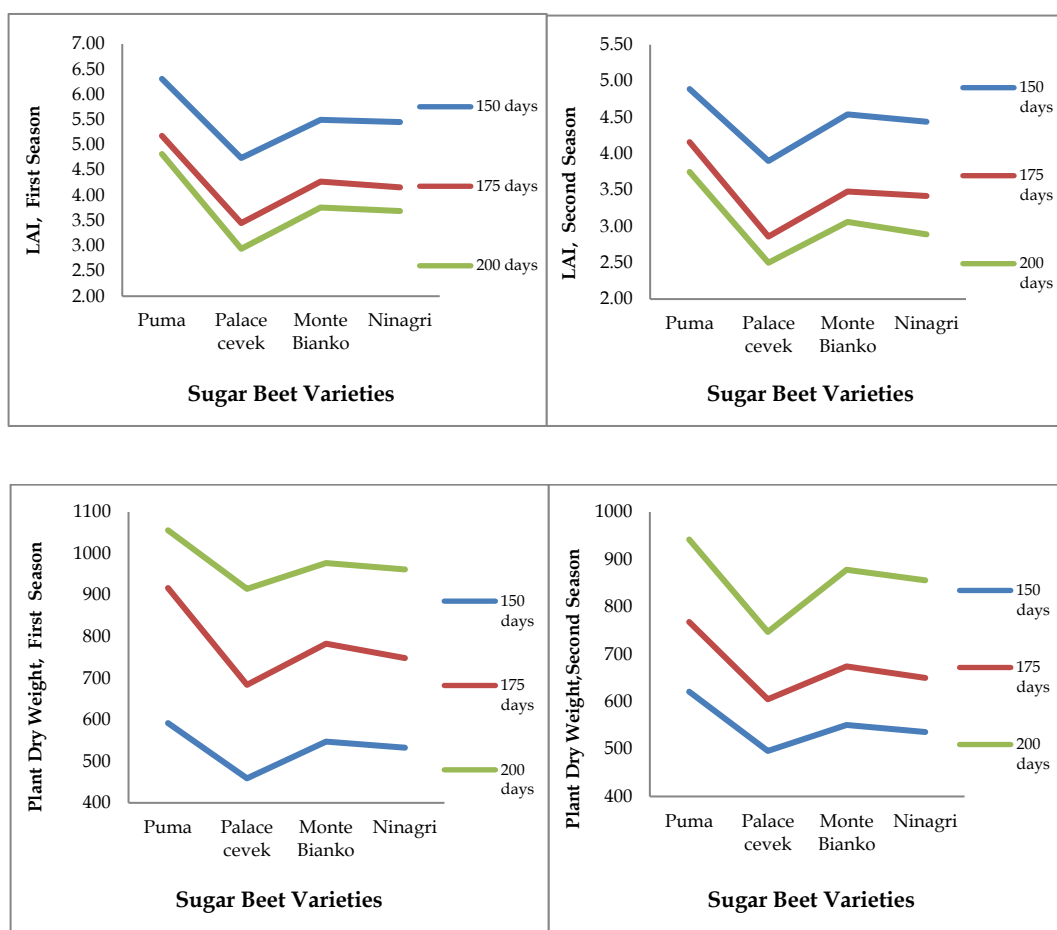 LAI, First Season
7.00
6.50
6.00
5.50
5.00
4.50
4.00
3.50
3.00
2.50
2.00
Puma
Palace
cevek
Monte
Bianko
Ninagri
Sugar Beet Varieties
150 days
175 days
200 days
LAI, Second Season
5.50
5.00
4.50
4.00
3.50
3.00
2.50
2.00
Puma
Palace
cevek
Monte
Bianko
Ninagri
Sugar Beet Varieties
150
days
175
days
200
days
Plant Dry Weight, First Season
1100
1000
900
800
700
600
500
400
Puma
Palace
cevek
Monte
Bianko
Ninagri
Sugar Beet Varieties
150
days
175
days
200
days
Plant Dry Weight,Second Season
1000
900
800
700
600
500
400
Puma
Palace
cevek
Monte
Bianko
Ninagri
Sugar Beet Varieties
150
days
175
days
200
days